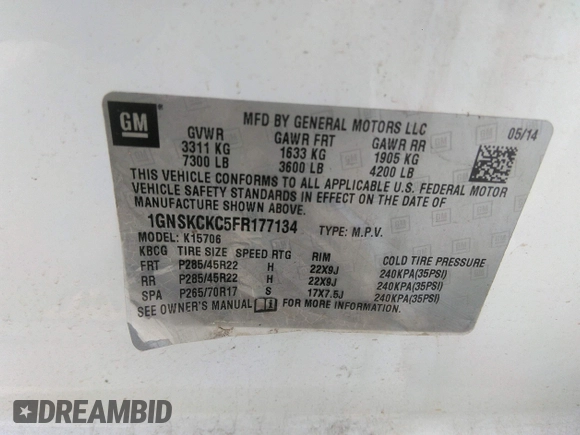 GM
MFD BY GENERAL MOTORS LLC
05/14
GVWR GAWR FRT GAWR RR
3311 KG 1633 KG 1905 KG
7300 LB 3600 LB 4200 LB
THIS VEHICLE CONFORMS TO ALL APPLICABLE U.S. FEDERAL MOTOR
VEHICLE SAFETY STANDARDS IN EFFECT ON THE DATE OF
MANUFACTURE SHOWN ABOVE.
1GNSKCKC5FR177134 TYPE: M.P.V.
MODEL: K15706
KBCG TIRE SIZE SPEED RTG RIM COLD TIRE PRESSURE
FRT P285/45R22 H 22X9J 240KPA(35PSI)
RR P285/45R22 H 22X9J 240KPA(35PSI)
SPA P265/70R17 S 17X7.5J 240KPA(35PSI)
SEE OWNER'S MANUAL FOR MORE INFORMATION.
DREAMBID